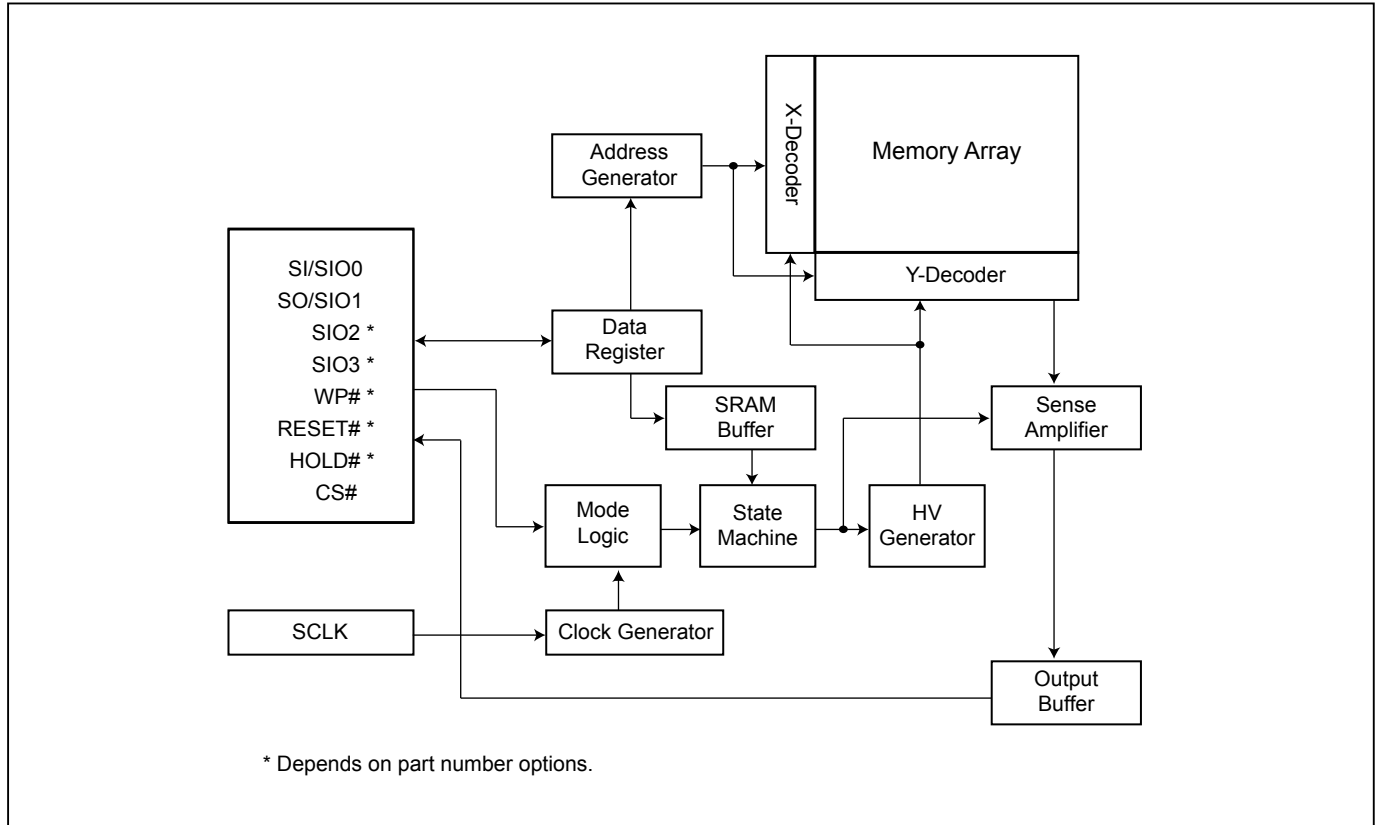 X-Decoder
Memory Array
Address
Generator
Y-Decoder
SI/SIO0
SO/SIO1
SIO2 *
SIO3 *
WP# *
RESET# *
HOLD# *
CS#
Data
Register
SRAM
Buffer
Sense
Amplifier
Mode
Logic
State
Machine
HV
Generator
SCLK
Clock Generator
Output
Buffer
* Depends on part number options.